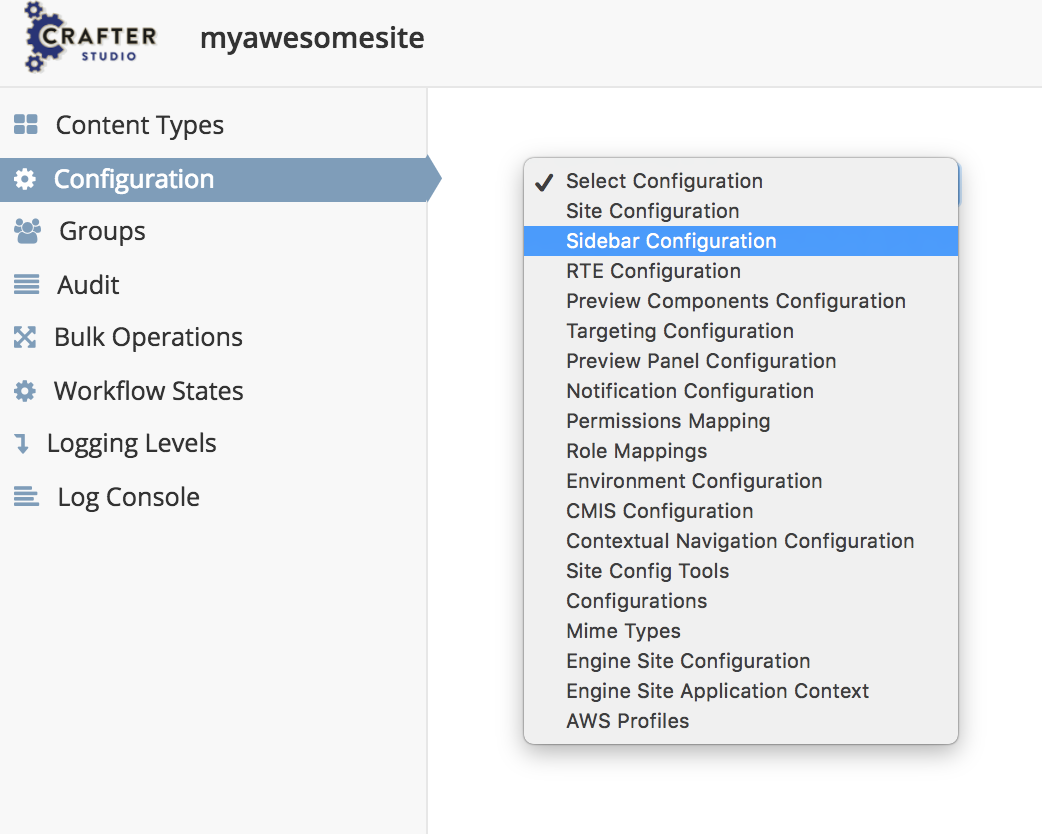 CRAFTER
STUDIO
myawesomesite
Content Types
Configuration
Groups
Audit
Bulk Operations
Workflow States
Logging Levels
Log Console
Select Configuration
Site Configuration
Sidebar Configuration
RTE Configuration
Preview Components Configuration
Targeting Configuration
Preview Panel Configuration
Notification Configuration
Permissions Mapping
Role Mappings
Environment Configuration
CMIS Configuration
Contextual Navigation Configuration
Site Config Tools
Configurations
Mime Types
Engine Site Configuration
Engine Site Application Context
AWS Profiles